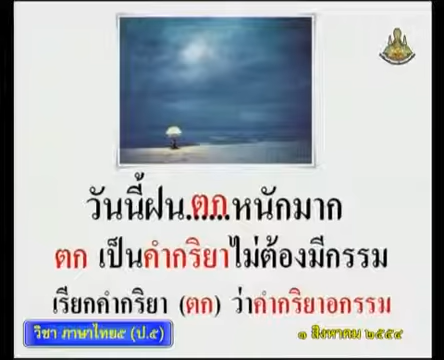 วันนี้ฝน..ตก..หนักมาก
ตก เป็นคำกริยาไม่ต้องมีกรรม
เรียกคำกริยา (ตก) ว่าคำกริยาอกรรม
วิชา ภาษาไทย๕ (ป.๕)
๑ สิงหาคม ๒๕๕๔